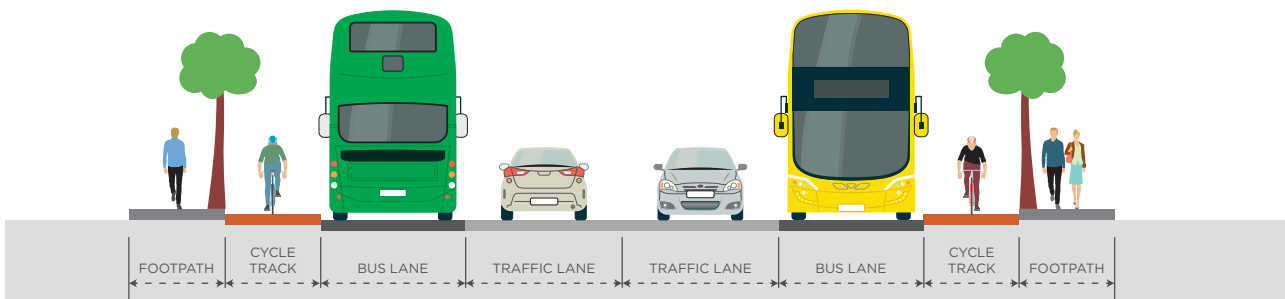 FOOTPATH
CYCLE
TRACK
BUS LANE
TRAFFIC LANE
TRAFFIC LANE
BUS LANE
CYCLE
TRACK
FOOTPATH